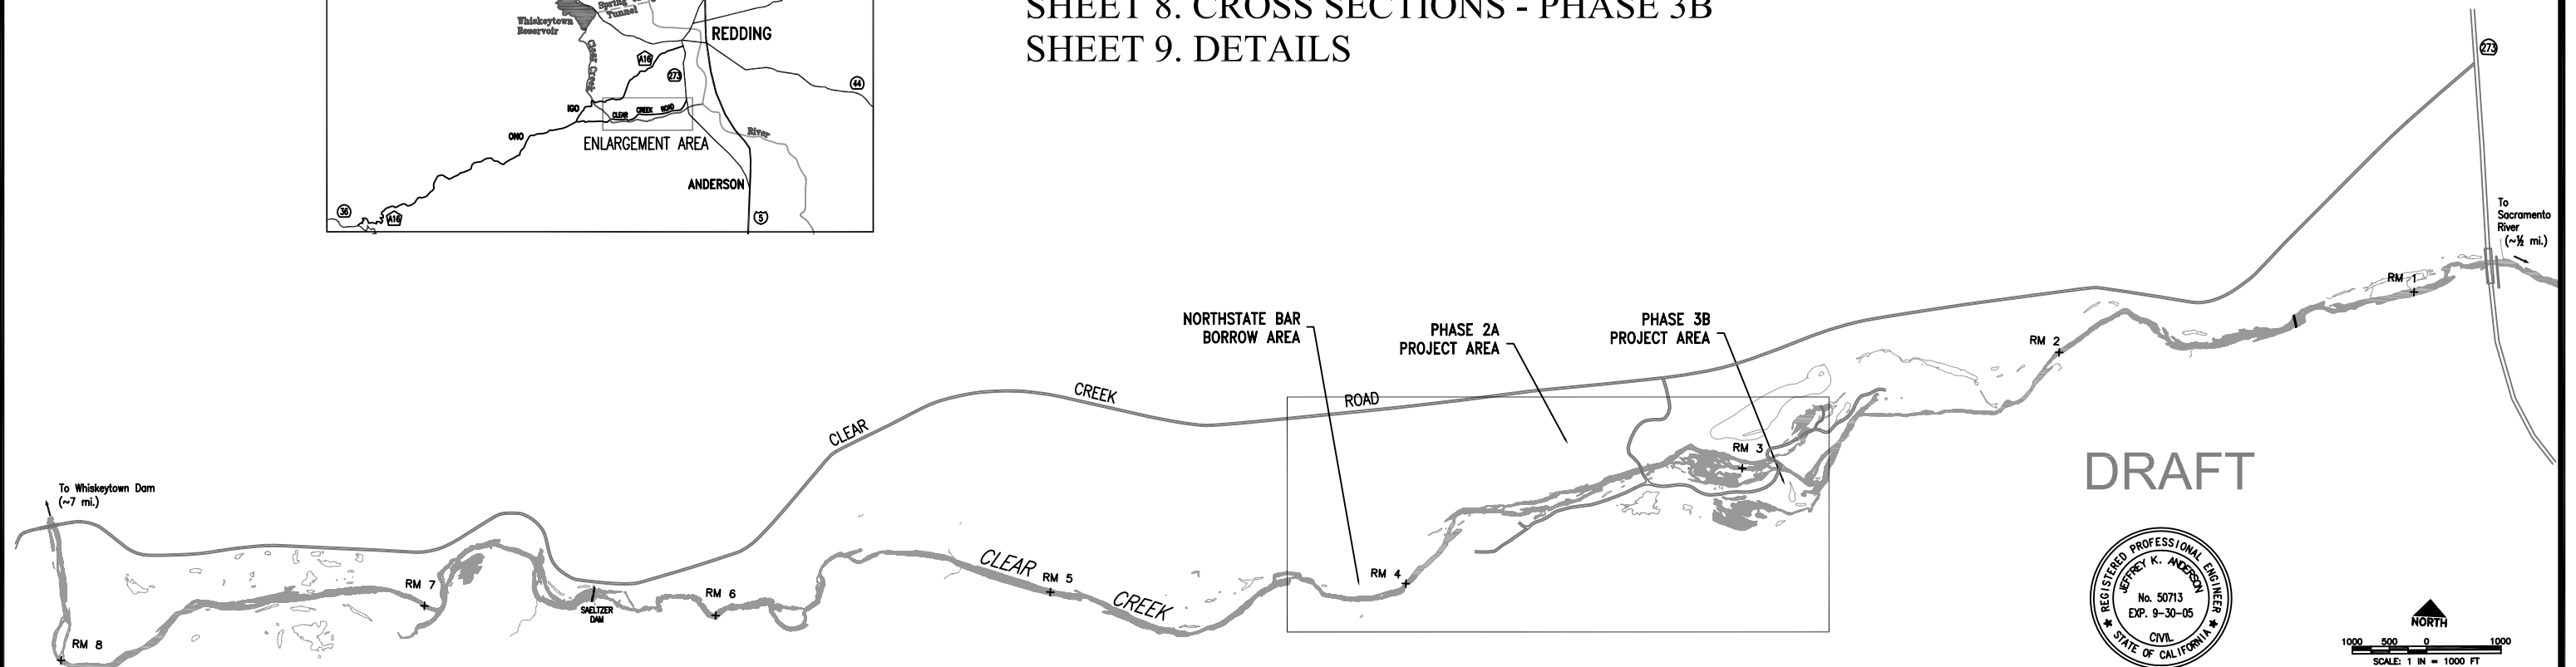 SHEET 8. CROSS SECTIONS - PHASE 3B
SHEET 9. DETAILS
Whiskeytown
Reservoir
Spring
Tunnel
REDDING
Clear Creek
A16
273
44
IGO
CLEAR CREEK ROAD
ONO
ENLARGEMENT AREA
River
ANDERSON
36
A16
5
273
To
Sacramento
River
(~½ mi.)
RM 1
NORTHSTATE BAR
BORROW AREA
PHASE 2A
PROJECT AREA
PHASE 3B
PROJECT AREA
RM 2
CLEAR
CREEK
ROAD
RM 3
DRAFT
To Whiskeytown Dam
(~7 mi.)
RM 8
RM 7
SAELTZER
DAM
RM 6
CLEAR
RM 5
CREEK
RM 4
REGISTERED PROFESSIONAL ENGINEER
JEFFREY K. ANDERSON
No. 50713
EXP. 9-30-05
CIVIL
STATE OF CALIFORNIA
NORTH
1000 500 0 1000
SCALE: 1 IN = 1000 FT